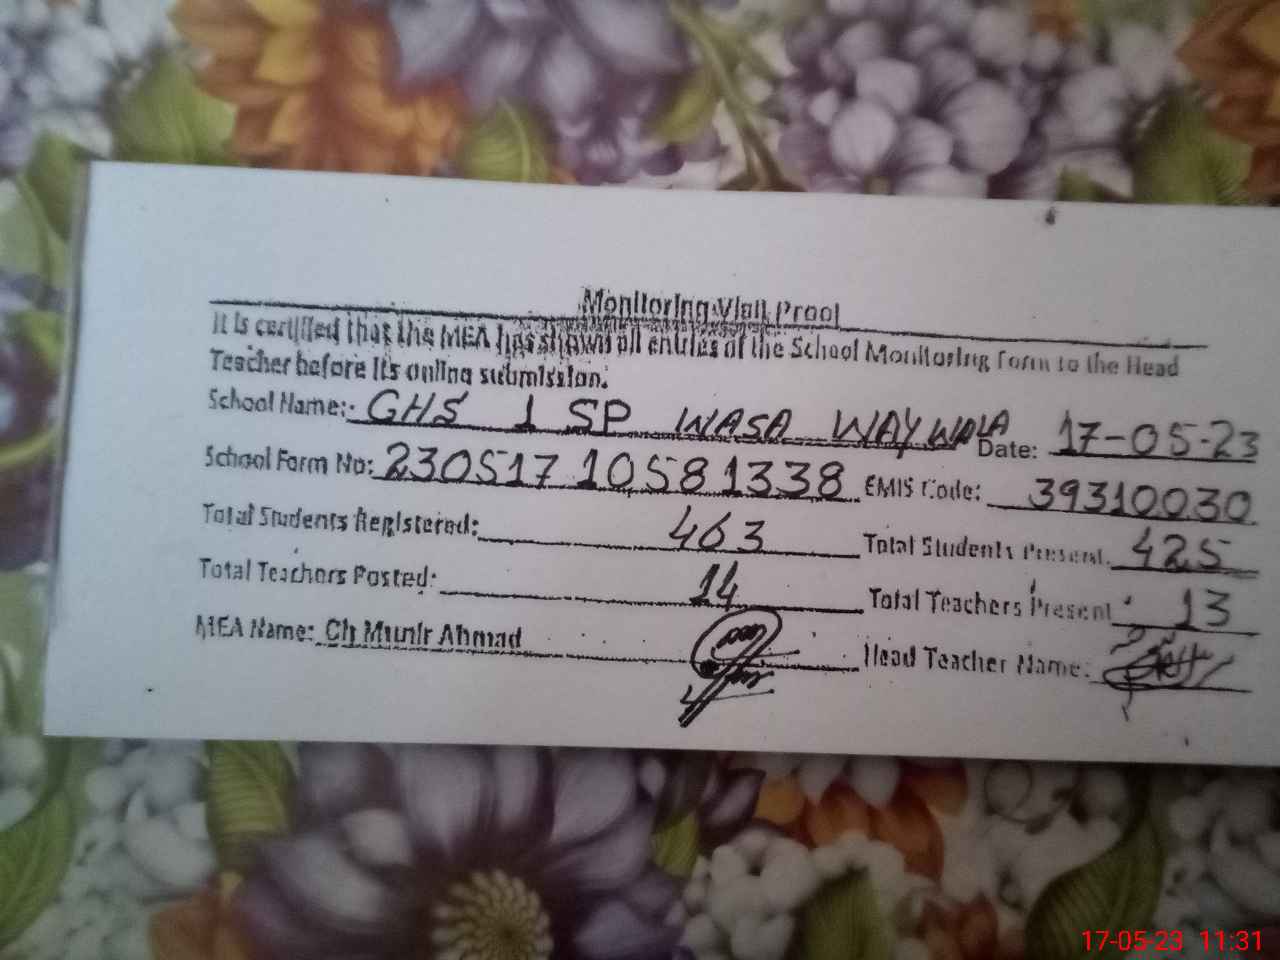 Monitoring Visit Proof
It is certified that the MEA has shown all entries of the School Monitoring Form to the Head
Teacher before its online submission.
School Name:- GHS 1 SP WASA WAYWALA Date: 17-05-23
School Form No: 230517 1058 1338 EMIS Code: 39310030
Total Students Registered: 463 Total Students Present: 425
Total Teachers Posted: 14 Total Teachers Present: 13
MEA Name: Ch Munir Ahmad Head Teacher Name:
17-05-23 11:31